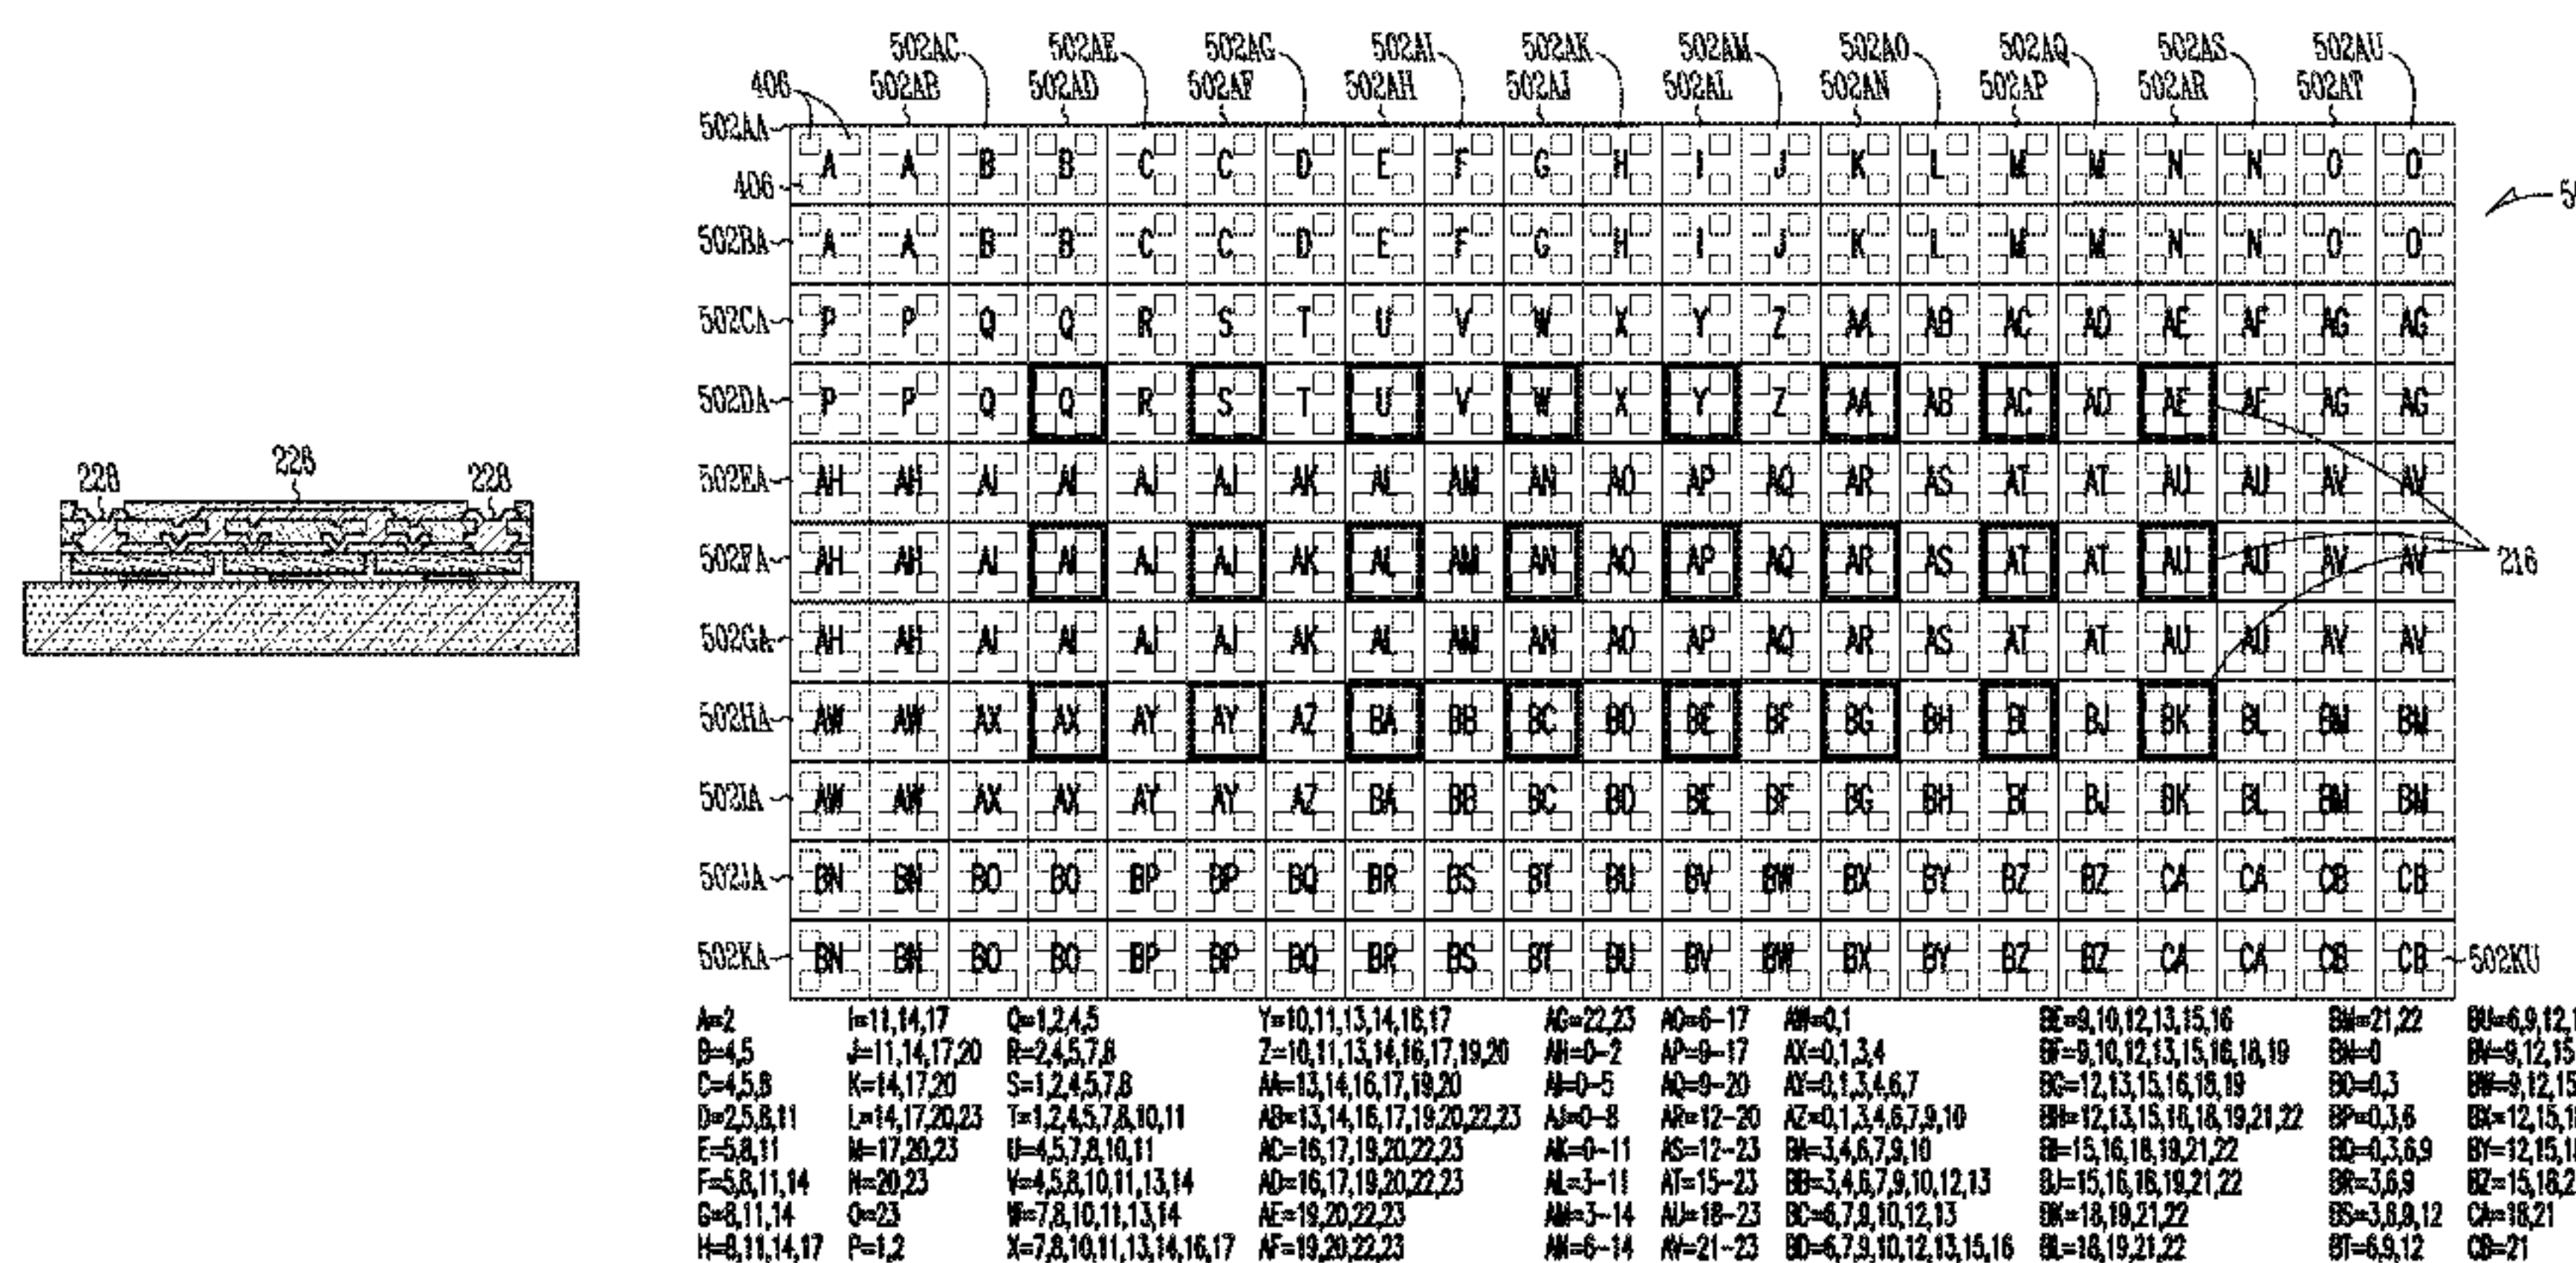 502AC 502AE 502AG 502AI 502AK 502AM 502AO 502AQ 502AS 502AU
406 502AB 502AD 502AF 502AH 502AJ 502AL 502AN 502AP 502AR 502AT
502AA
A A B B C C D E F G H I J K L M M N N O O
406
502BA A A B B C C D E F G H I J K L M M N N O O
502CA P P Q Q R S T U V W X Y Z AA AB AC AD AE AF AG AG
502DA P P Q Q R S T U V W X Y Z AA AB AC AD AE AF AG AG
228 226 228
502EA AH AH AI AI AJ AJ AK AL AM AN AO AP AQ AR AS AT AT AU AU AV AV
502FA AH AH AI AI AJ AJ AK AL AM AN AO AP AQ AR AS AT AT AU AU AV AV
216
502GA AH AH AI AI AJ AJ AK AL AM AN AO AP AQ AR AS AT AT AU AU AV AV
502HA AW AW AX AX AY AY AZ BA BB BC BD BE BF BG BH BI BJ BK BL BM BM
502IA AW AW AX AX AY AY AZ BA BB BC BD BE BF BG BH BI BJ BK BL BM BM
502JA BN BN BO BO BP BP BQ BR BS BT BU BV BW BX BY BZ BZ CA CA CB CB
502KA BN BN BO BO BP BP BQ BR BS BT BU BV BW BX BY BZ BZ CA CA CB CB 502KU
A=2 I=11,14,17 Q=1,2,4,5 Y=10,11,13,14,16,17 AG=22,23 AO=6-17 AW=0,1 BE=9,10,12,13,15,16 BM=21,22 BU=6,9,12
B=4,5 J=11,14,17,20 R=2,4,5,7,8 Z=10,11,13,14,16,17,19,20 AH=0-2 AP=9-17 AX=0,1,3,4 BF=9,10,12,13,15,16,18,19 BN=0 BV=9,12,15
C=4,5,8 K=14,17,20 S=1,2,4,5,7,8 AA=13,14,16,17,19,20 AI=0-5 AQ=9-20 AY=0,1,3,4,6,7 BG=12,13,15,16,18,19 BO=0,3 BW=9,12,15
D=2,5,8,11 L=14,17,20,23 T=1,2,4,5,7,8,10,11 AB=13,14,16,17,19,20,22,23 AJ=0-8 AR=12-20 AZ=0,1,3,4,6,7,9,10 BH=12,13,15,16,18,19,21,22 BP=0,3,6 BX=12,15
E=5,8,11 M=17,20,23 U=4,5,7,8,10,11 AC=16,17,19,20,22,23 AK=0-11 AS=12-23 BA=3,4,6,7,9,10 BI=15,16,18,19,21,22 BQ=0,3,6,9 BY=12,15
F=5,8,11,14 N=20,23 V=4,5,8,10,11,13,14 AD=16,17,19,20,22,23 AL=3-11 AT=15-23 BB=3,4,6,7,9,10,12,13 BJ=15,16,18,19,21,22 BR=3,6,9 BZ=15,18
G=8,11,14 O=23 W=7,8,10,11,13,14 AE=19,20,22,23 AM=3-14 AU=18-23 BC=6,7,9,10,12,13 BK=18,19,21,22 BS=3,6,9,12 CA=18,21
H=8,11,14,17 P=1,2 X=7,8,10,11,13,14,16,17 AF=19,20,22,23 AN=6-14 AV=21-23 BD=6,7,9,10,12,13,15,16 BL=18,19,21,22 BT=6,9,12 CB=21